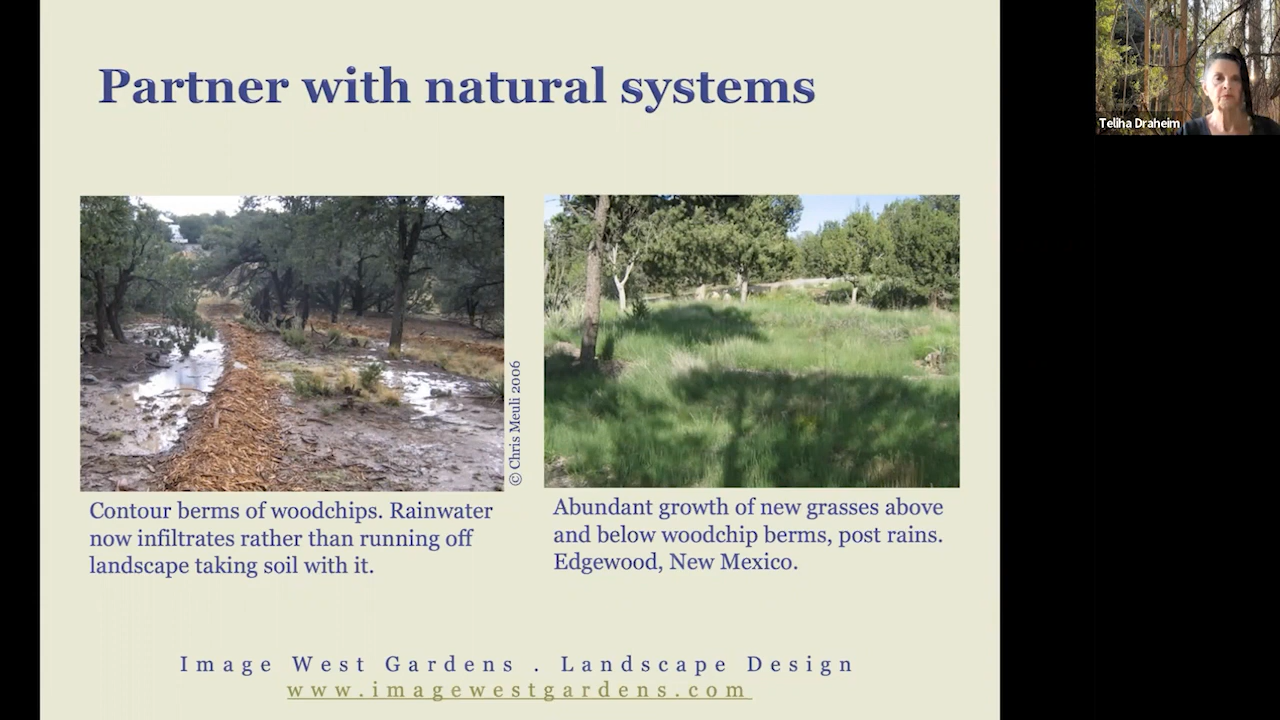 Partner with natural systems
Teliha Draheim
© Chris Meuli 2006
Contour berms of woodchips. Rainwater
now infiltrates rather than running off
landscape taking soil with it.
Abundant growth of new grasses above
and below woodchip berms, post rains.
Edgewood, New Mexico.
Image West Gardens . Landscape Design
www.imagewestgardens.com